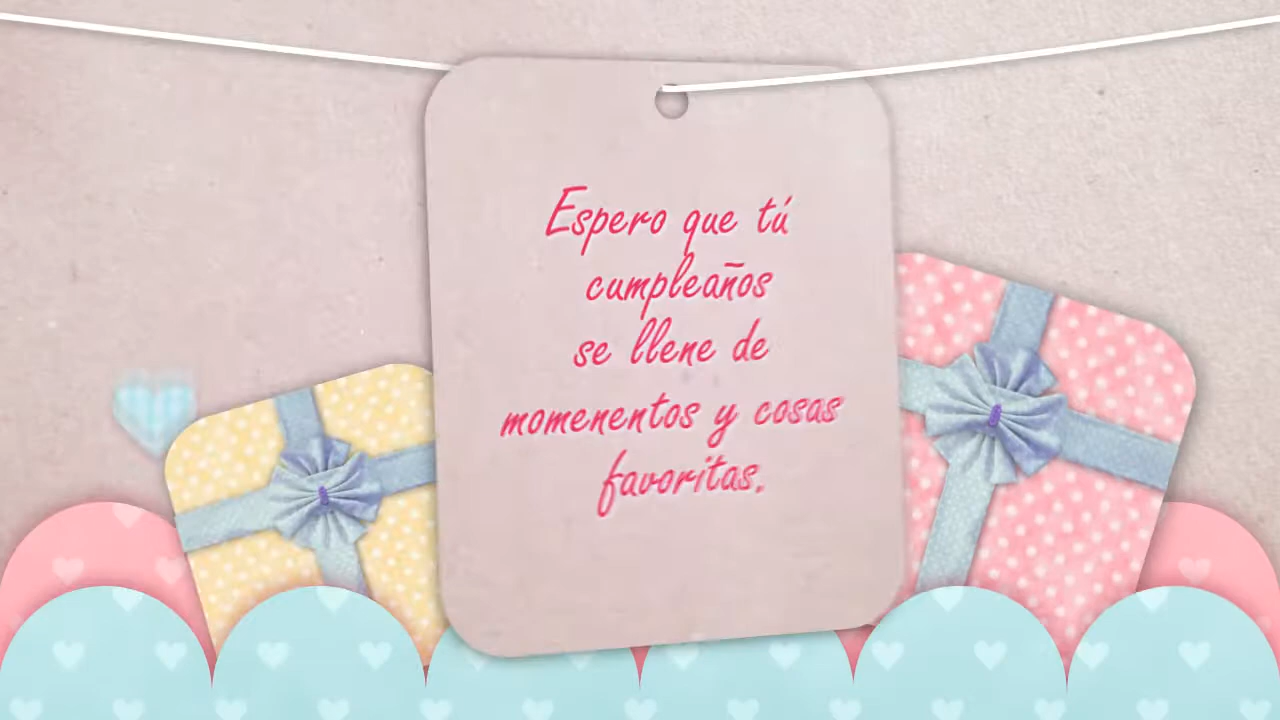 Espero que tú
cumpleaños
se llene de
momenentos y cosas
favoritas.